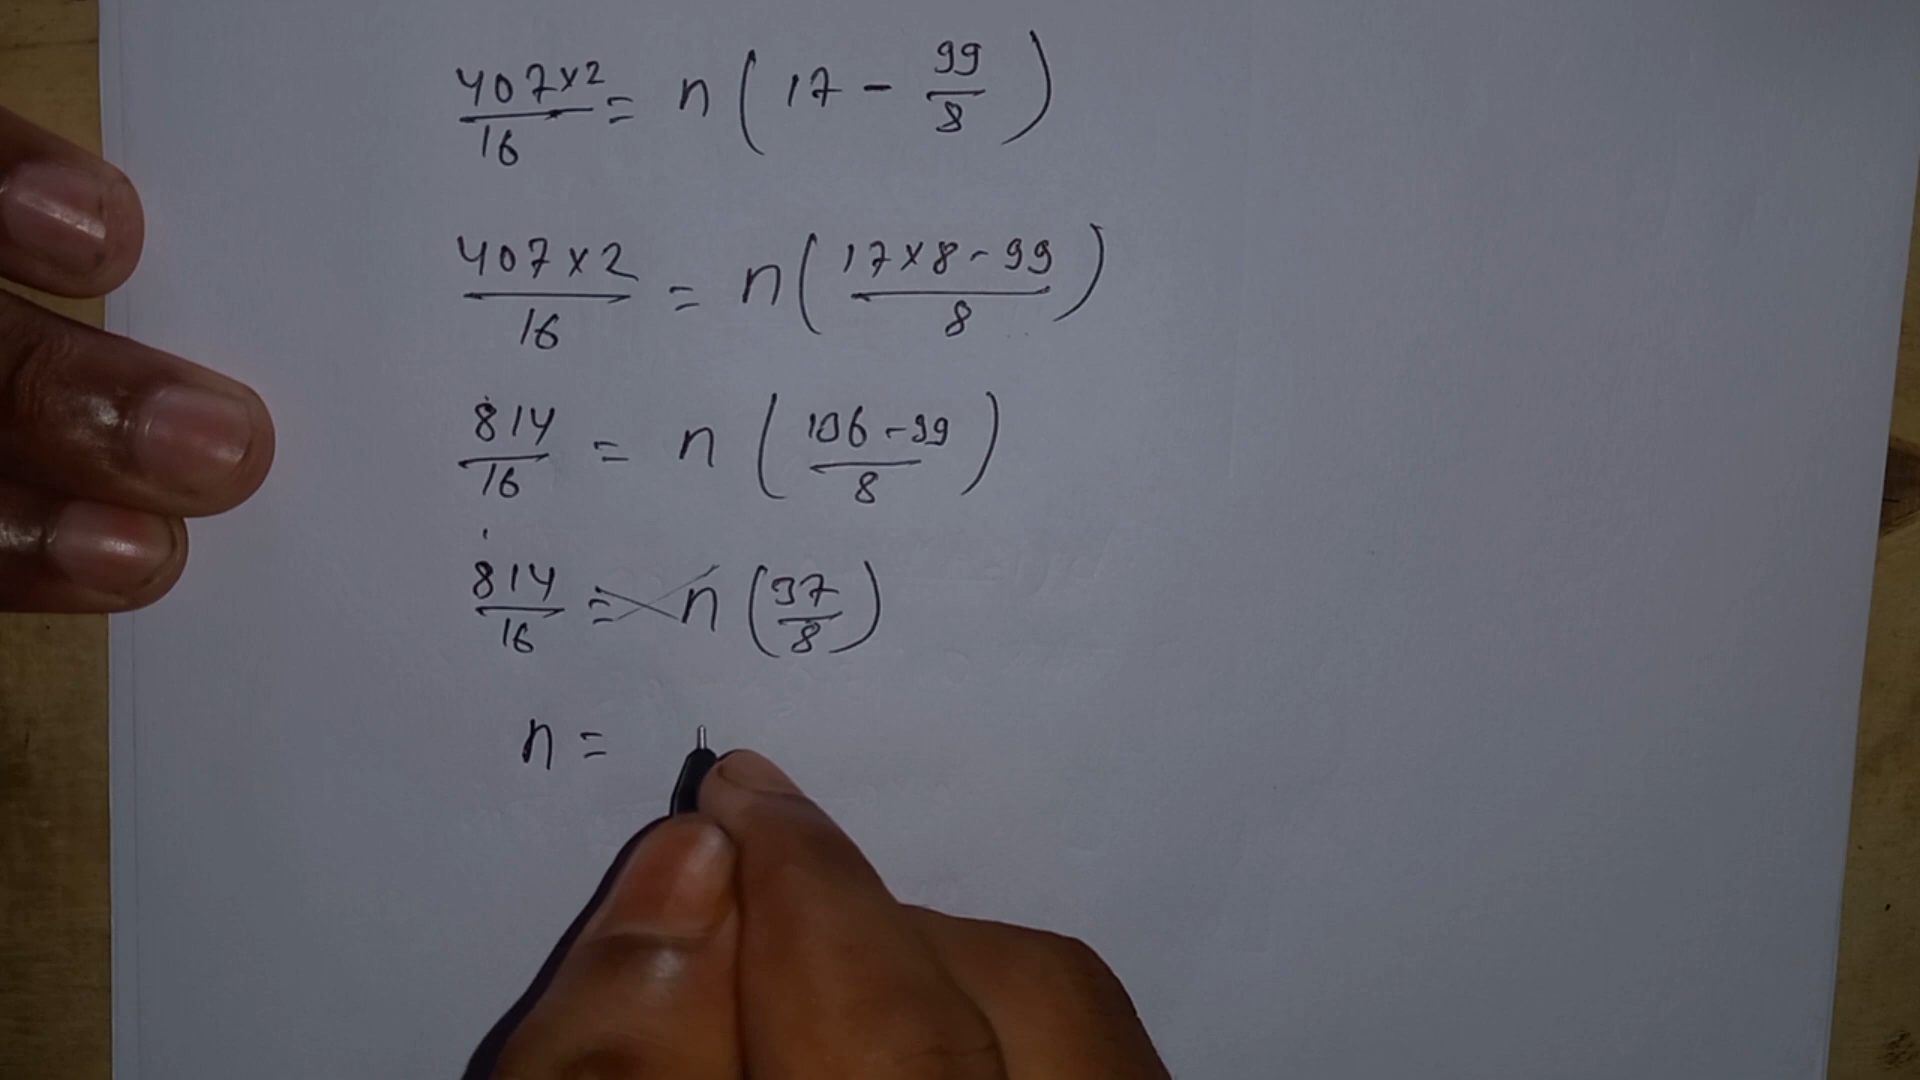 407×2/16 = n(17 - 99/8)
407×2/16 = n(17×8-99/8)
814/16 = n(136-99/8)
814/16 = n(37/8)
n =